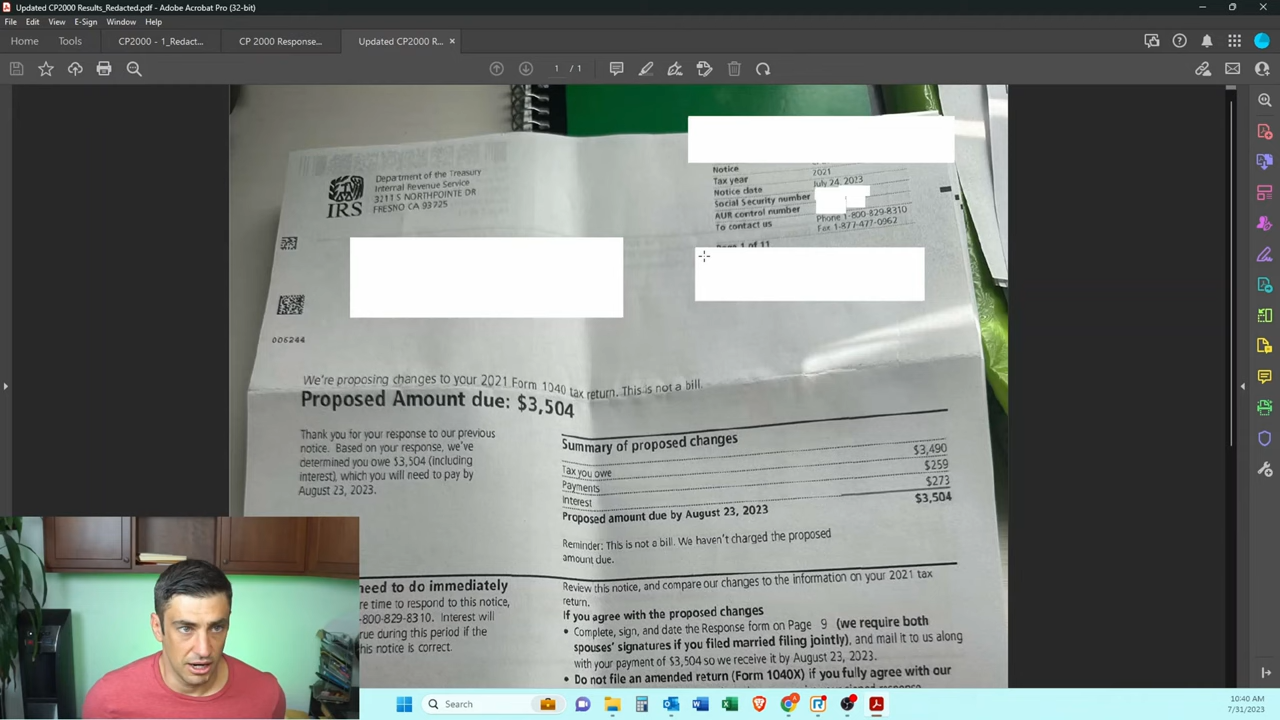 Updated CP2000 Results_Redacted.pdf - Adobe Acrobat Pro (32-bit)
File Edit View E-Sign Window Help
Home Tools CP2000 - 1_Redact... CP 2000 Response... Updated CP2000 R...
1 / 1
Department of the Treasury
Internal Revenue Service
3211 S NORTHPOINTE DR
FRESNO CA 93725
IRS
Notice
Tax year 2021
Notice date July 24, 2023
Social Security number
AUR control number
To contact us Phone 1-800-829-8310
Fax 1-877-477-0962
Page 1 of 11
006244
We're proposing changes to your 2021 Form 1040 tax return. This is not a bill.
Proposed Amount due: $3,504
Thank you for your response to our previous
notice. Based on your response, we've
determined you owe $3,504 (including
interest), which you will need to pay by
August 23, 2023.
Summary of proposed changes
Tax you owe $3,490
Payments $259
Interest $273
Proposed amount due by August 23, 2023 $3,504
Reminder: This is not a bill. We haven't charged the proposed
amount due.
need to do immediately
re time to respond to this notice,
-800-829-8310. Interest will
rue during this period if the
his notice is correct.
Review this notice, and compare our changes to the information on your 2021 tax
return.
If you agree with the proposed changes
• Complete, sign, and date the Response form on Page 9 (we require both
spouses' signatures if you filed married filing jointly), and mail it to us along
with your payment of $3,504 so we receive it by August 23, 2023.
• Do not file an amended return (Form 1040X) if you fully agree with our
Search
10:40 AM
7/31/2023